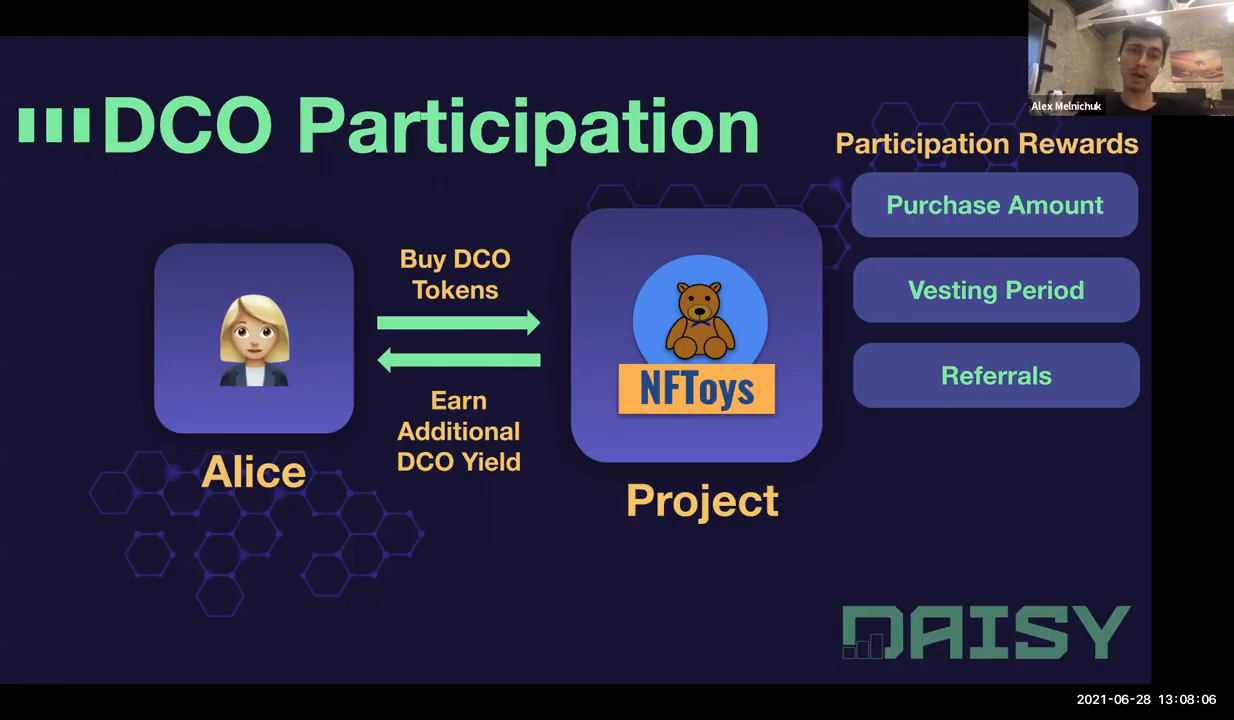 Alex Melnichuk
DCO Participation
Participation Rewards
Purchase Amount
Vesting Period
Referrals
Buy DCO
Tokens
Earn
Additional
DCO Yield
NFToys
Alice
Project
DAISY
2021-06-28 13:08:06